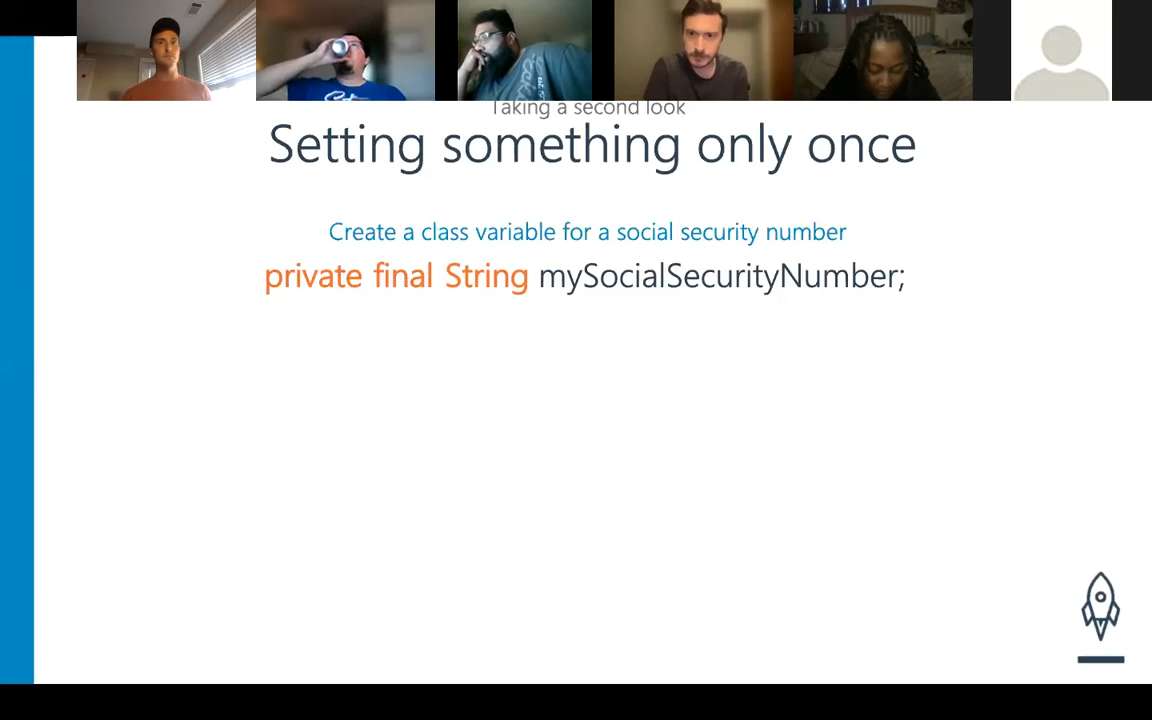 Taking a second look
Setting something only once
Create a class variable for a social security number
private final String mySocialSecurityNumber;